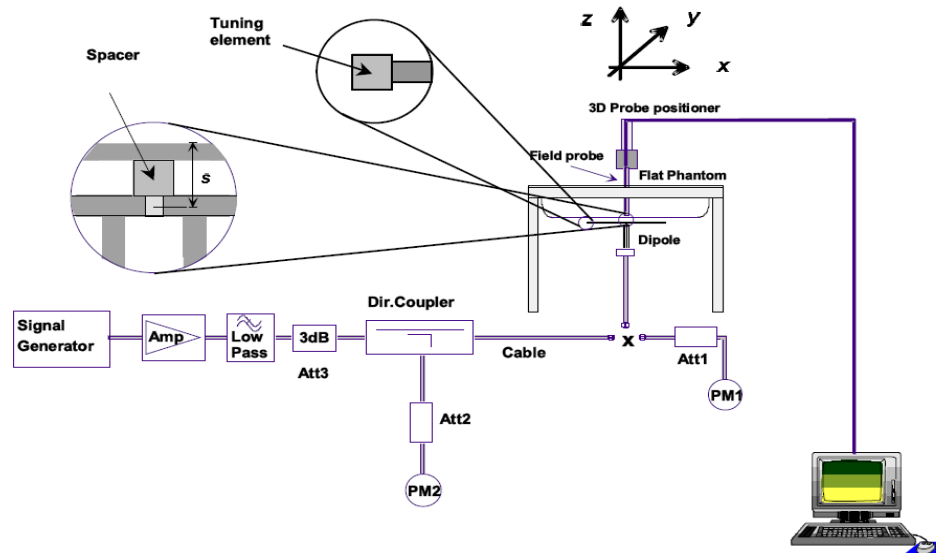 Tuning
element
Spacer
s
z
y
x
3D Probe positioner
Field probe
Flat Phantom
Dipole
Dir.Coupler
Signal
Generator
Amp
Low
Pass
3dB
Att3
Cable
x
Att1
PM1
Att2
PM2